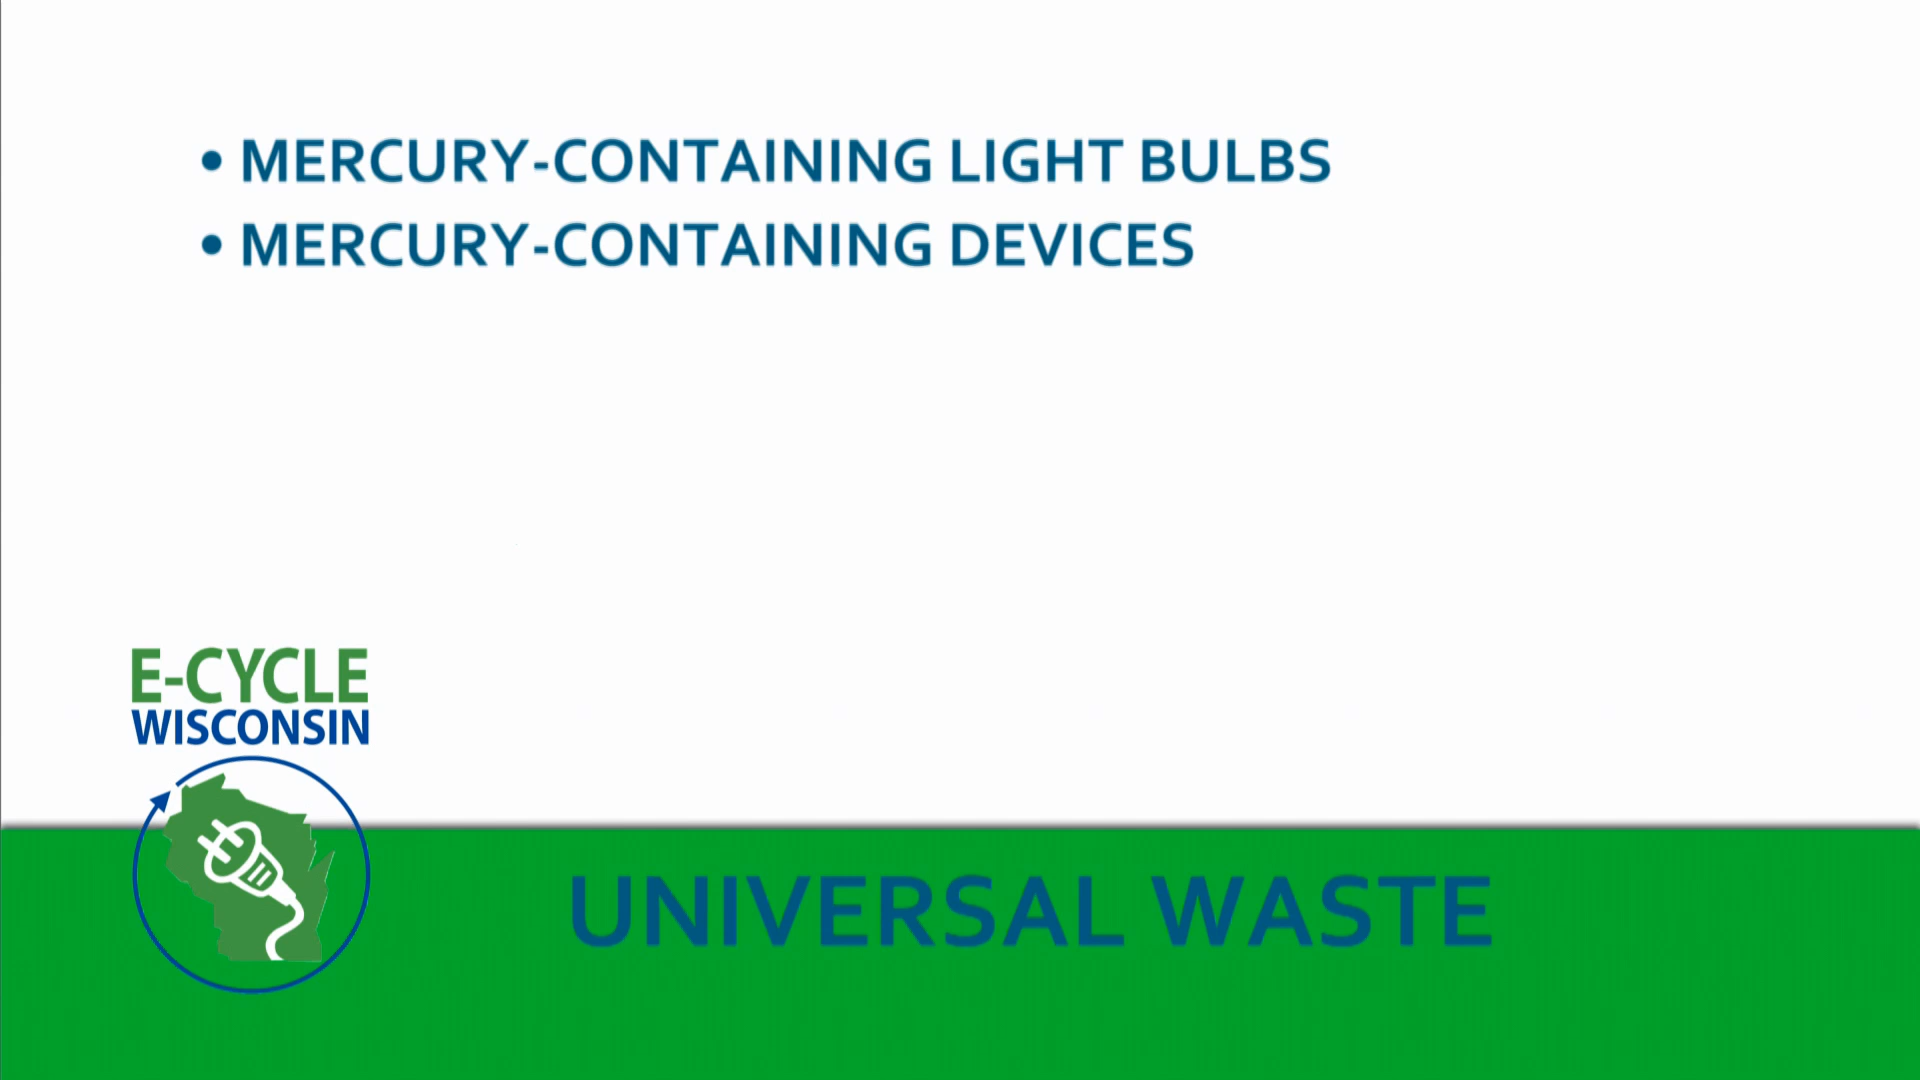 • MERCURY-CONTAINING LIGHT BULBS
• MERCURY-CONTAINING DEVICES
E-CYCLE
WISCONSIN
UNIVERSAL WASTE